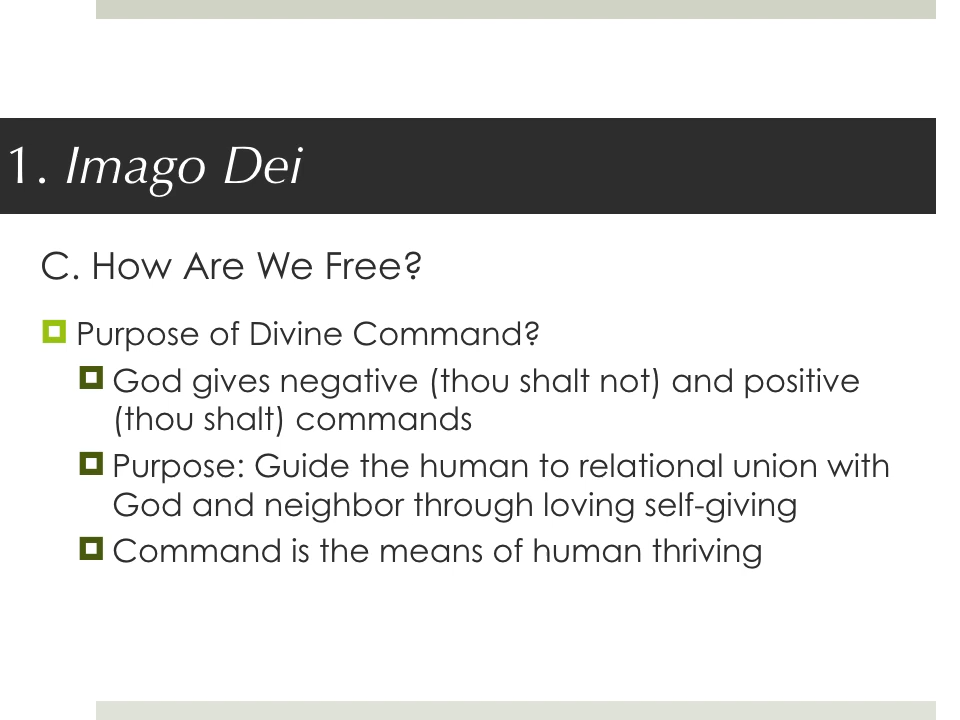 1. Imago Dei
C. How Are We Free?
Purpose of Divine Command?
God gives negative (thou shalt not) and positive
(thou shalt) commands
Purpose: Guide the human to relational union with
God and neighbor through loving self-giving
Command is the means of human thriving